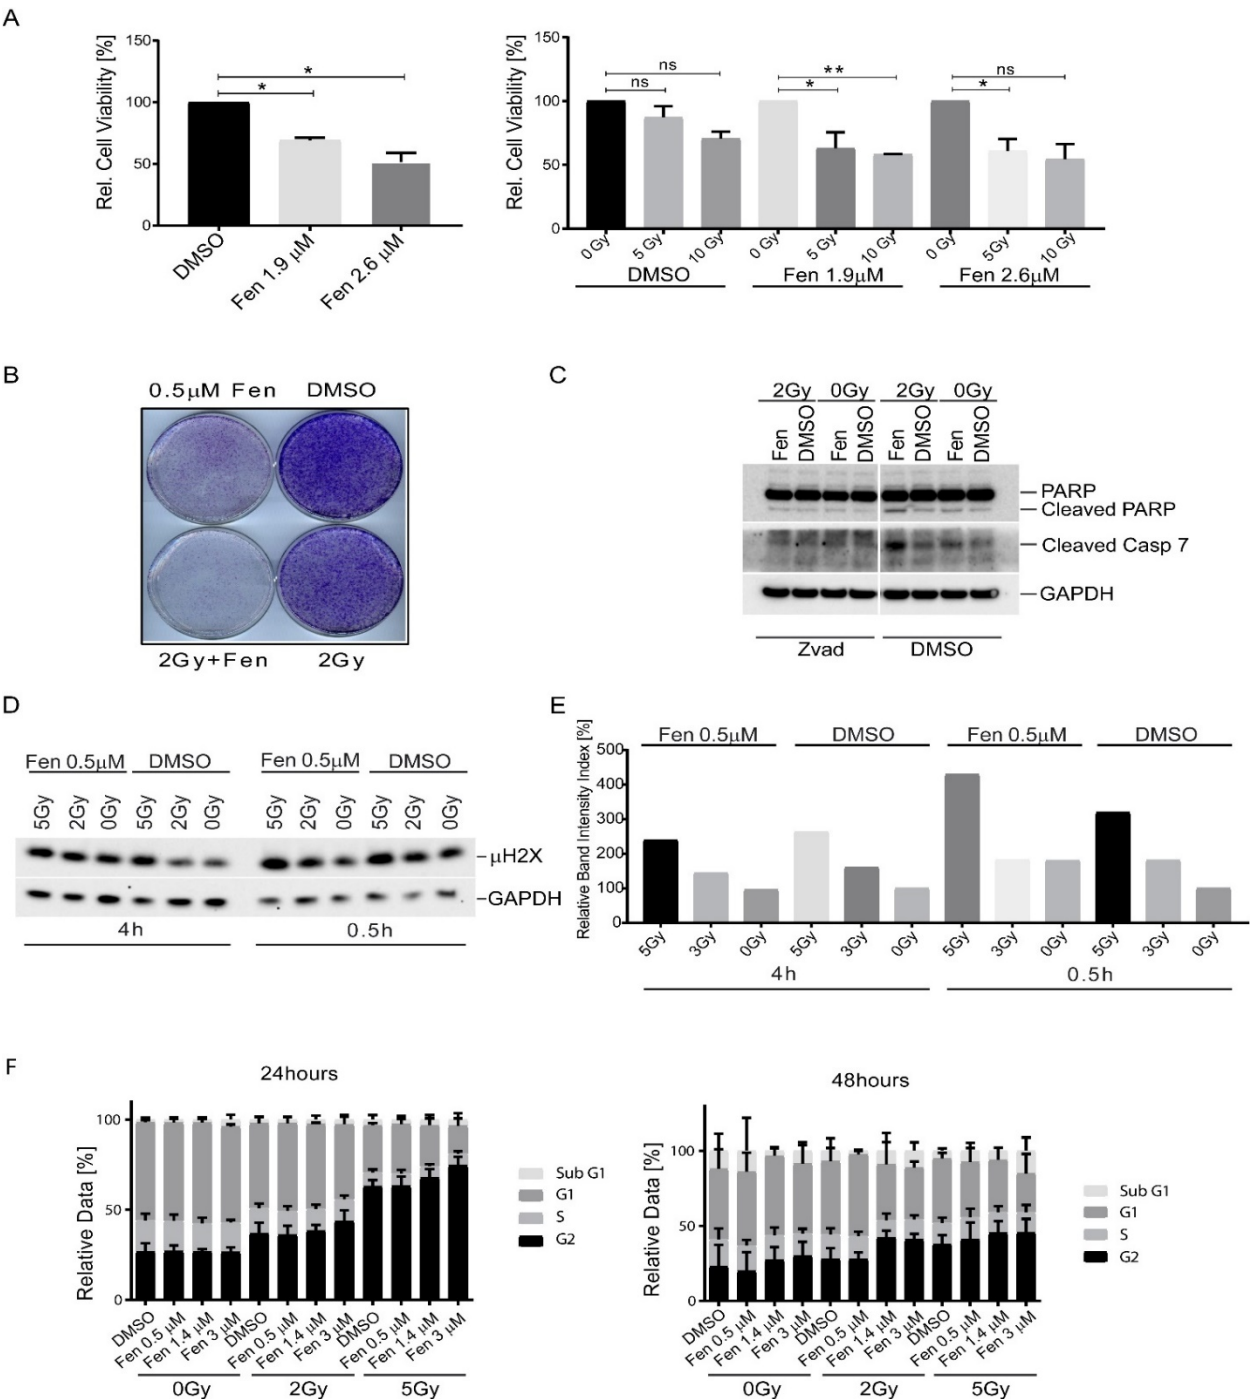 A
Rel. Cell Viability [%]
150
100
50
0
* *
DMSO
Fen 1.9 μM
Fen 2.6 μM
Rel. Cell Viability [%]
150
100
50
0
ns ns * ** * ns
0 Gy 5 Gy 10 Gy 0 Gy 5 Gy 10 Gy 0 Gy 5Gy 10 Gy
DMSO Fen 1.9μM Fen 2.6μM
B
0.5μM Fen DMSO
2Gy+Fen 2Gy
C
2Gy 0Gy 2Gy 0Gy
Fen DMSO Fen DMSO Fen DMSO Fen DMSO
PARP
Cleaved PARP
Cleaved Casp 7
GAPDH
Zvad DMSO
D
Fen 0.5μM DMSO Fen 0.5μM DMSO
5Gy 2Gy 0Gy 5Gy 2Gy 0Gy 5Gy 2Gy 0Gy 5Gy 2Gy 0Gy
-μH2X
-GAPDH
4h 0.5h
E
Relative Band Intensity Index [%]
Fen 0.5μM DMSO Fen 0.5μM DMSO
500
400
300
200
100
0
5Gy 3Gy 0Gy 5Gy 3Gy 0Gy 5Gy 3Gy 0Gy 5Gy 3Gy 0Gy
4h 0.5h
F
24hours
Relative Data [%]
100
50
0
Sub G1
G1
S
G2
DMSO Fen 0.5 μM Fen 1.4 μM Fen 3 μM DMSO Fen 0.5 μM Fen 1.4 μM Fen 3 μM DMSO Fen 0.5 μM Fen 1.4 μM Fen 3 μM
0Gy 2Gy 5Gy
48hours
Relative Data [%]
100
50
0
Sub G1
G1
S
G2
DMSO Fen 0.5 μM Fen 1.4 μM Fen 3 μM DMSO Fen 0.5 μM Fen 1.4 μM Fen 3 μM DMSO Fen 0.5 μM Fen 1.4 μM Fen 3 μM
0Gy 2Gy 5Gy